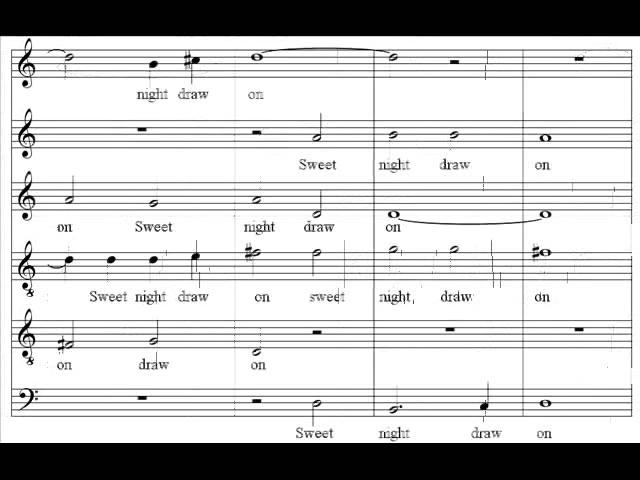 night draw on
Sweet night draw on
on Sweet night draw on
Sweet night draw on sweet night draw on
on draw on
Sweet night draw on